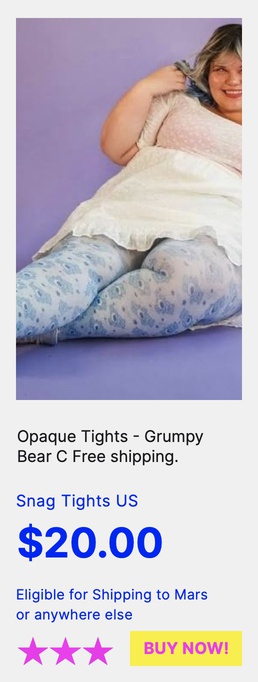 Opaque Tights - Grumpy
Bear C Free shipping.
Snag Tights US
$20.00
Eligible for Shipping to Mars
or anywhere else
BUY NOW!